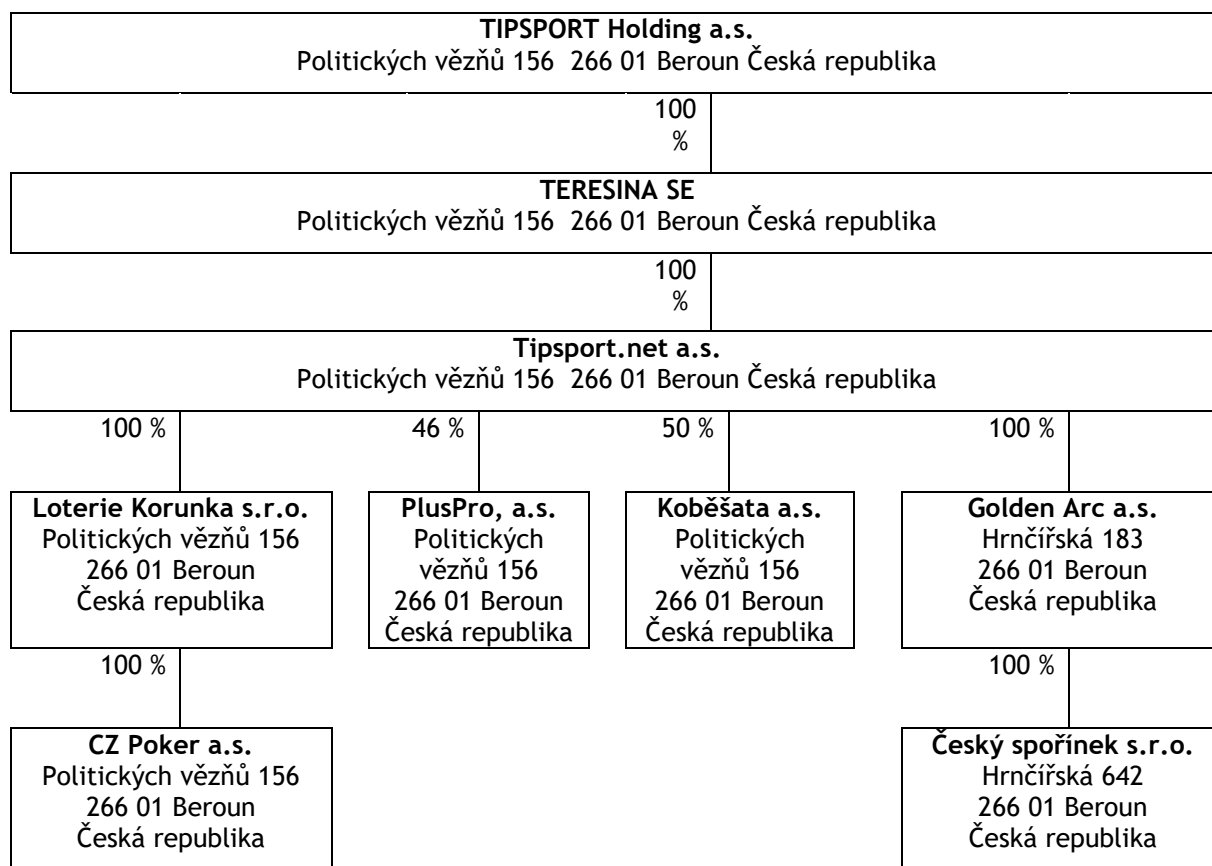 TIPSPORT Holding a.s.
Politických vězňů 156 266 01 Beroun Česká republika
100
%
TERESINA SE
Politických vězňů 156 266 01 Beroun Česká republika
100
%
Tipsport.net a.s.
Politických vězňů 156 266 01 Beroun Česká republika
100 %
46 %
50 %
100 %
Loterie Korunka s.r.o.
Politických vězňů 156
266 01 Beroun
Česká republika
PlusPro, a.s.
Politických
vězňů 156
266 01 Beroun
Česká republika
Koběšata a.s.
Politických
vězňů 156
266 01 Beroun
Česká republika
Golden Arc a.s.
Hrnčířská 183
266 01 Beroun
Česká republika
100 %
100 %
CZ Poker a.s.
Politických vězňů 156
266 01 Beroun
Česká republika
Český spořínek s.r.o.
Hrnčířská 642
266 01 Beroun
Česká republika